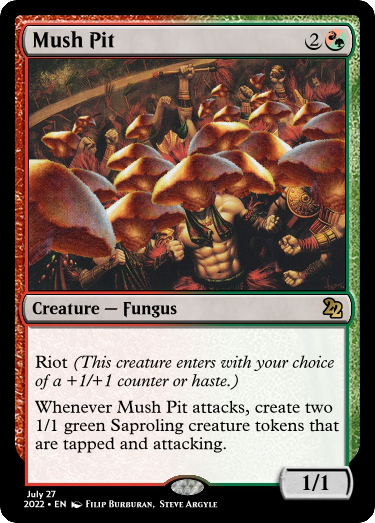 Mush Pit 2
Creature — Fungus 22
Riot (This creature enters with your choice
of a +1/+1 counter or haste.)
Whenever Mush Pit attacks, create two
1/1 green Saproling creature tokens that
are tapped and attacking.
1/1
July 27
2022 • EN Filip Burburan, Steve Argyle